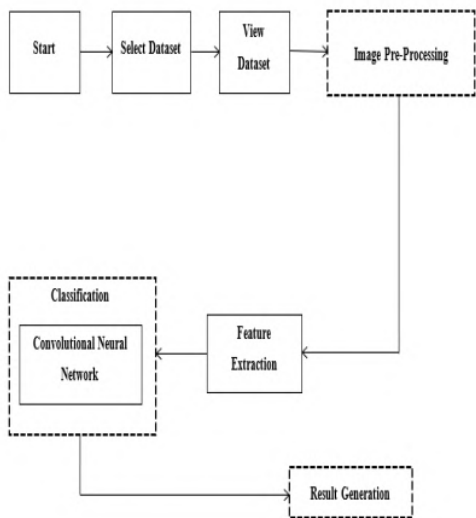 Start
Select Dataset
View
Dataset
Image Pre-Processing
Classification
Convolutional Neural
Network
Feature
Extraction
Result Generation